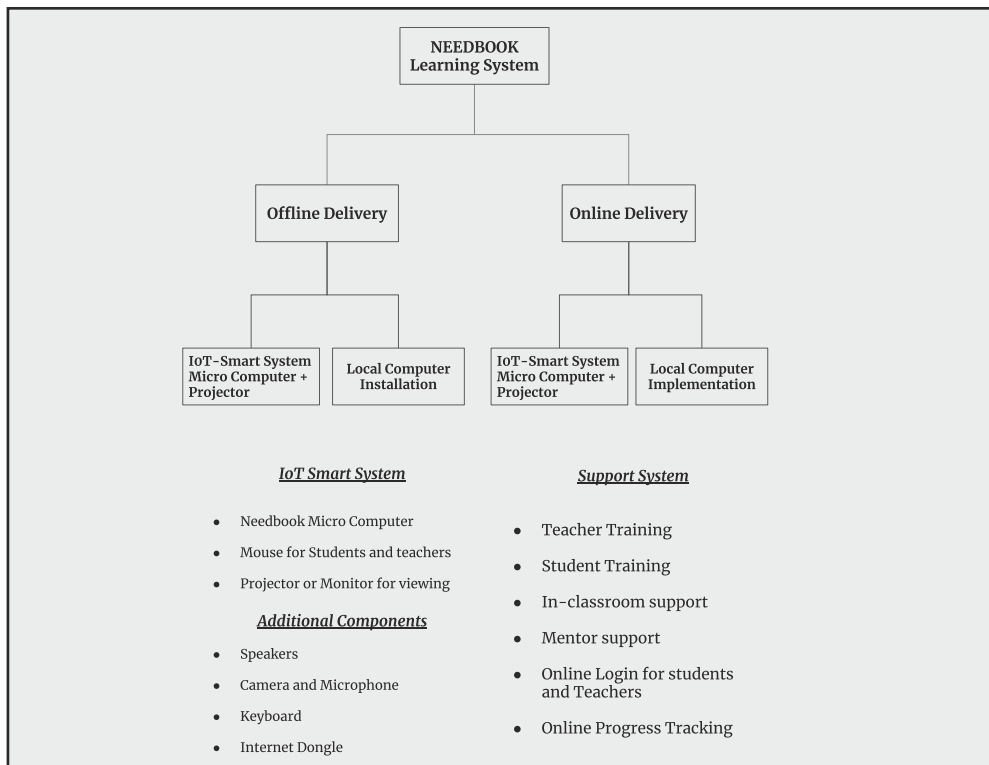 NEEDBOOK
Learning System
Offline Delivery
Online Delivery
IoT-Smart System
Micro Computer +
Projector
Local Computer
Installation
IoT-Smart System
Micro Computer +
Projector
Local Computer
Implementation
IoT Smart System
● Needbook Micro Computer
● Mouse for Students and teachers
● Projector or Monitor for viewing
Additional Components
● Speakers
● Camera and Microphone
● Keyboard
● Internet Dongle
Support System
● Teacher Training
● Student Training
● In-classroom support
● Mentor support
● Online Login for students
and Teachers
● Online Progress Tracking